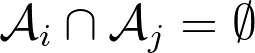 𝒜ᵢ ∩ 𝒜ⱼ = ∅